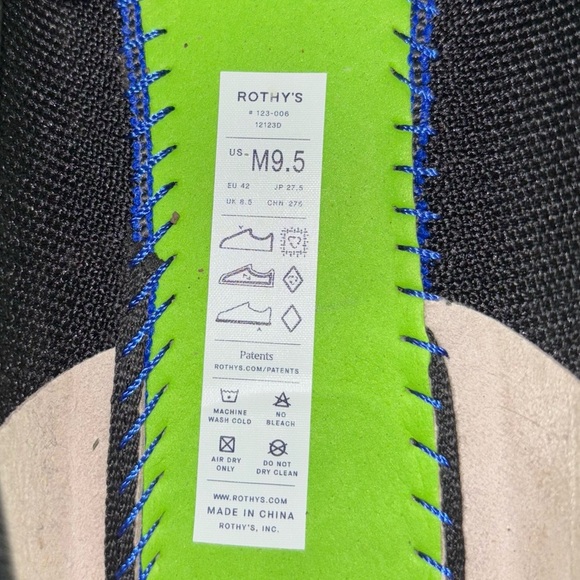 ROTHY'S
# 123-006
12123D
US- M9.5
EU 42 JP 27.5
UK 8.5 CHN 275
Patents
ROTHYS.COM/PATENTS
MACHINE WASH COLD
NO BLEACH
AIR DRY ONLY
DO NOT DRY CLEAN
WWW.ROTHYS.COM
MADE IN CHINA
ROTHY'S, INC.